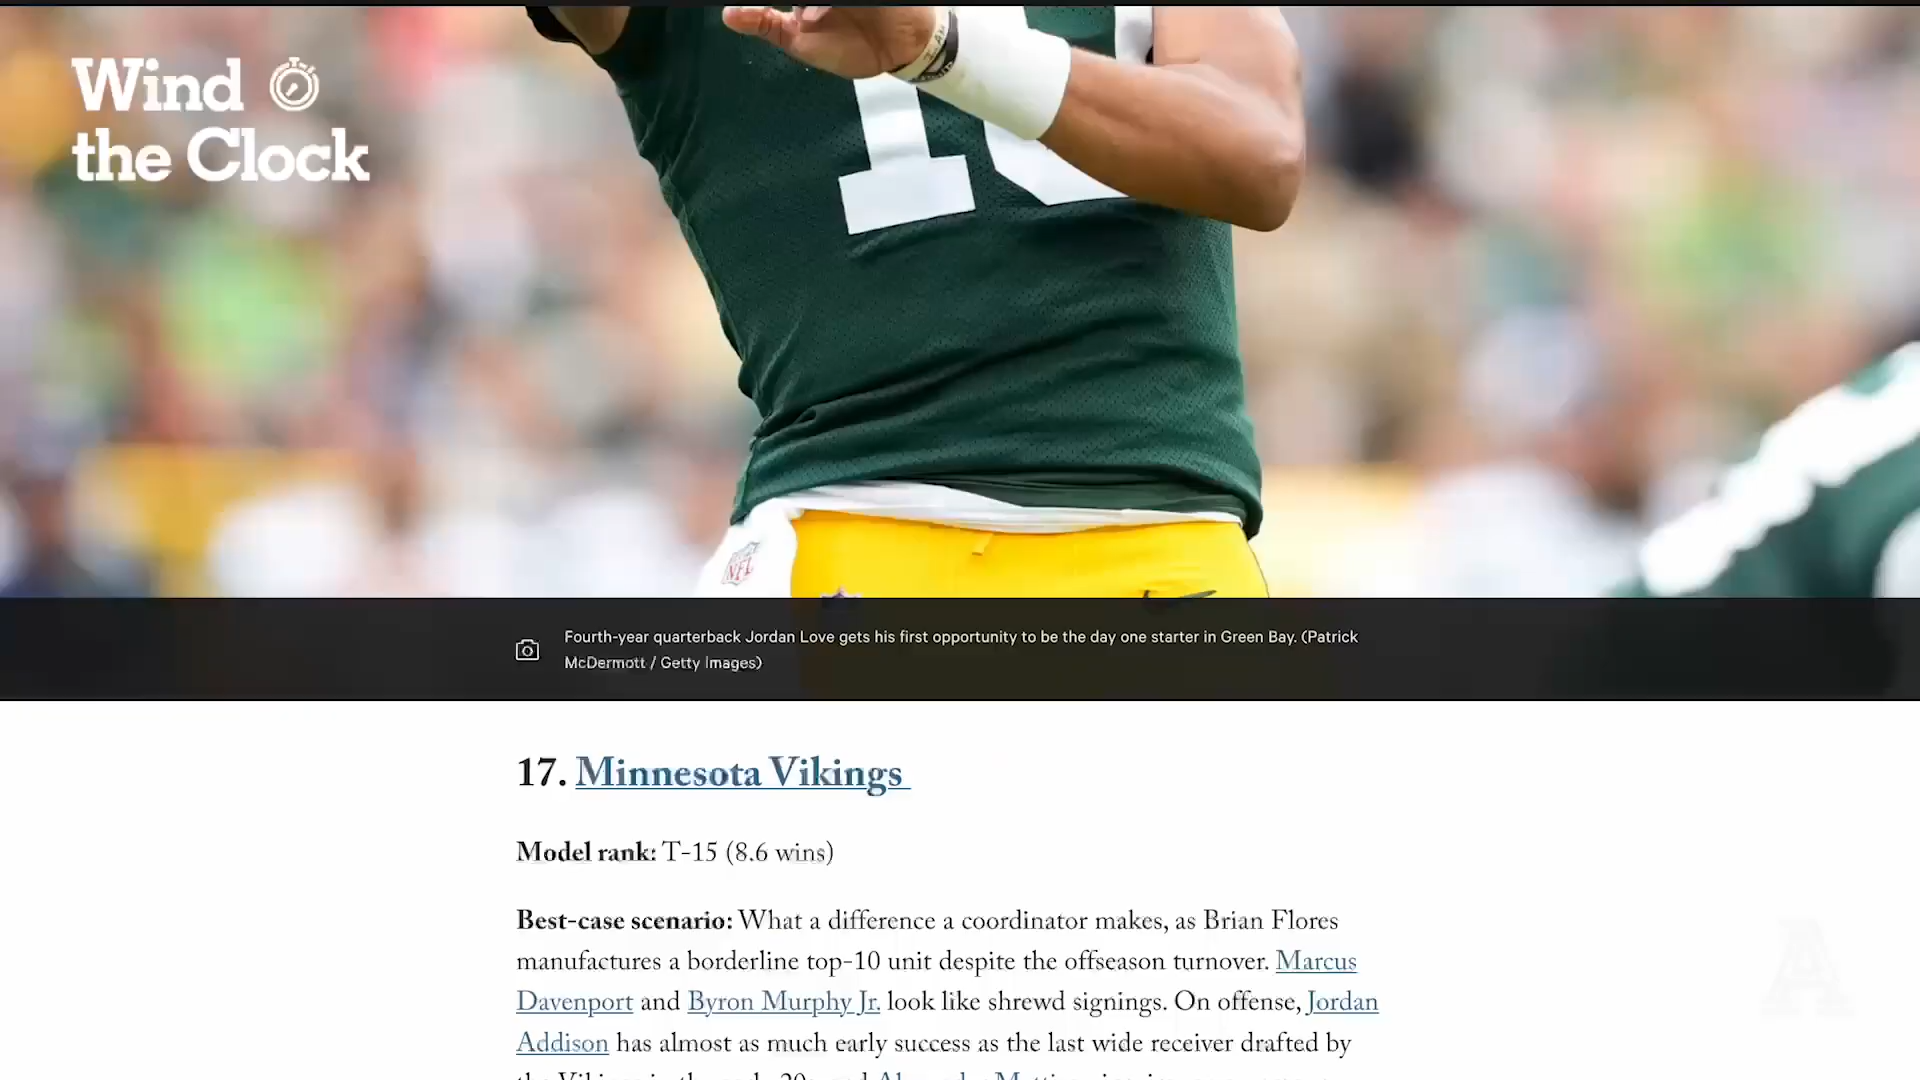 Wind
the Clock
NFL
Fourth-year quarterback Jordan Love gets his first opportunity to be the day one starter in Green Bay. (Patrick
McDermott / Getty Images)
17. Minnesota Vikings
Model rank: T-15 (8.6 wins)
Best-case scenario: What a difference a coordinator makes, as Brian Flores
manufactures a borderline top-10 unit despite the offseason turnover. Marcus
Davenport and Byron Murphy Jr. look like shrewd signings. On offense, Jordan
Addison has almost as much early success as the last wide receiver drafted by